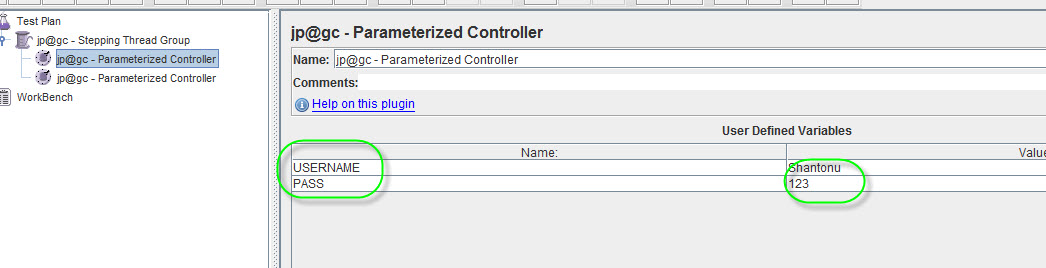 Test Plan
jp@gc - Stepping Thread Group
jp@gc - Parameterized Controller
jp@gc - Parameterized Controller
WorkBench
jp@gc - Parameterized Controller
Name: jp@gc - Parameterized Controller
Comments:
Help on this plugin
User Defined Variables
Name: Value
USERNAME Shantonu
PASS 123